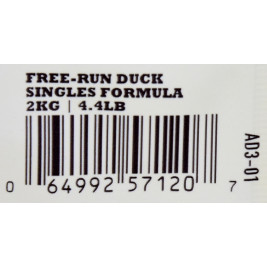 FREE-RUN DUCK
SINGLES FORMULA
2KG | 4.4LB
AD3-01
0 64992 57120 7